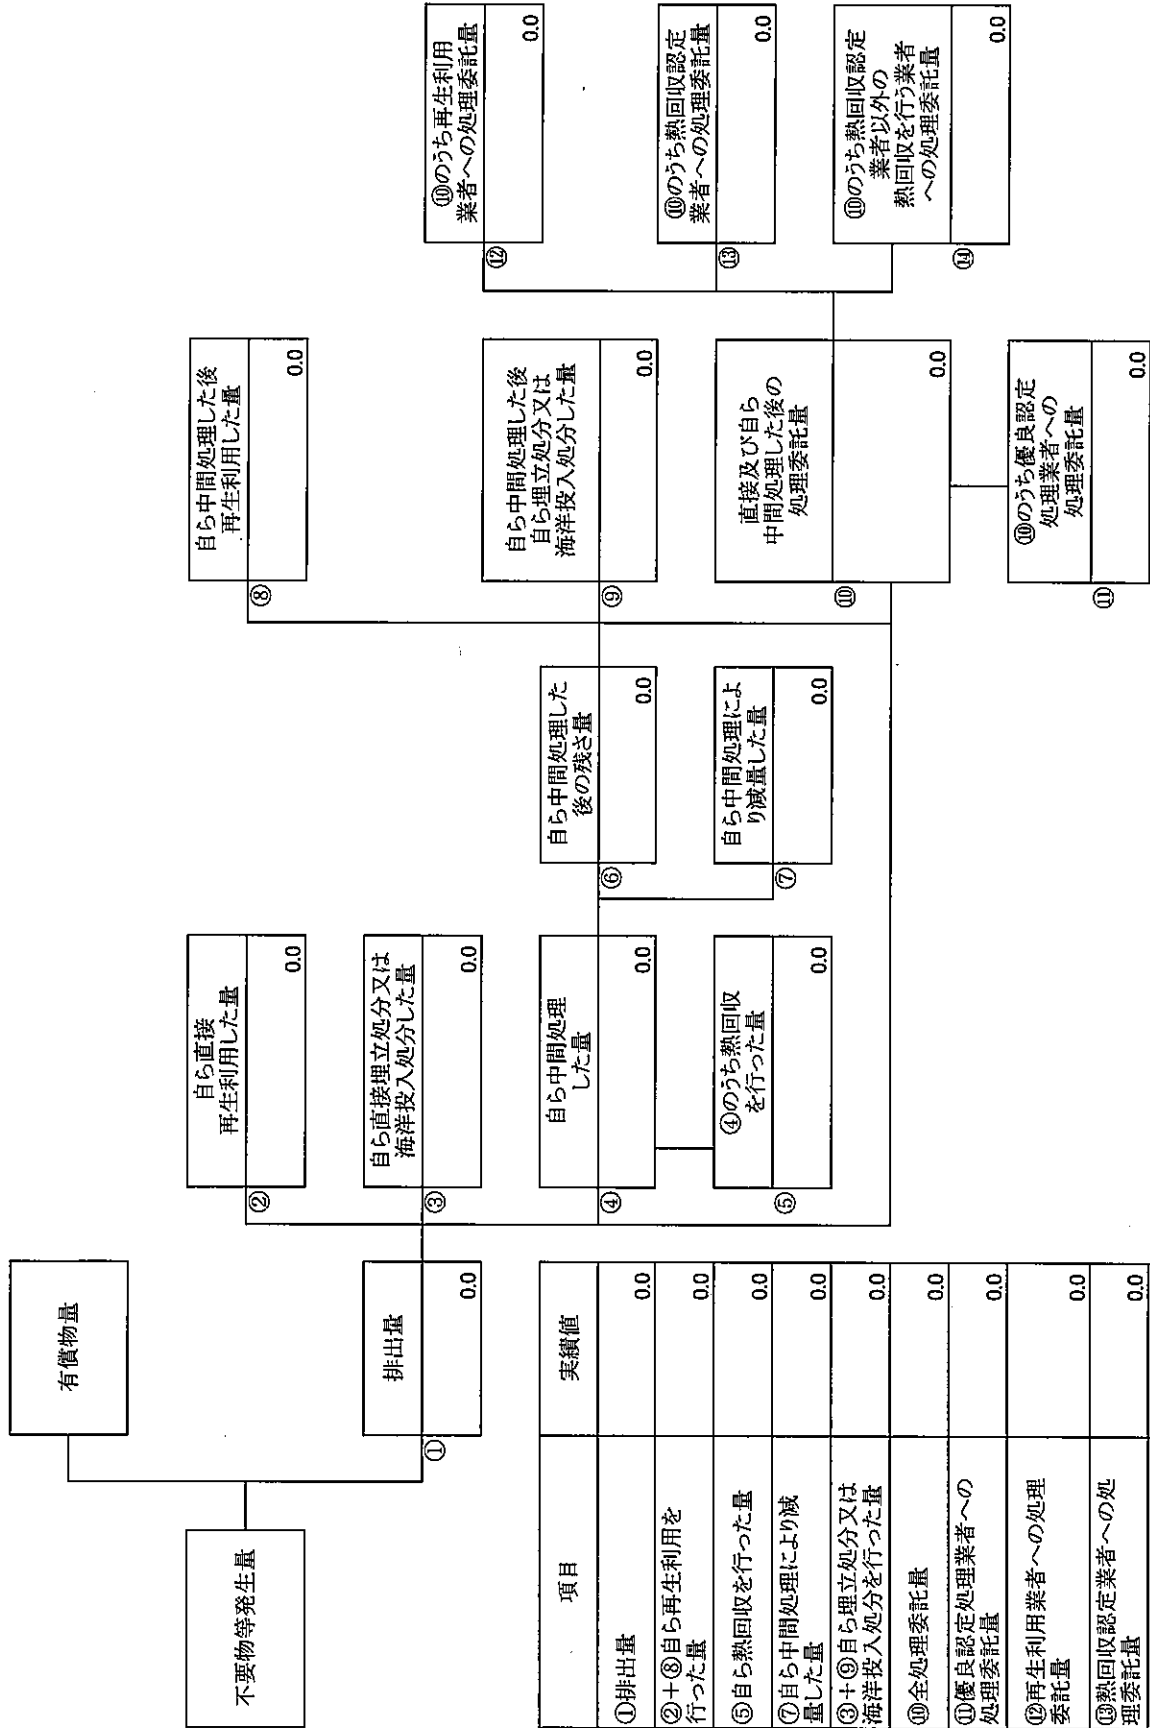 不要物等発生量
有償物量
排出量
①
0.0
自ら直接
再生利用した量
②
0.0
自ら直接埋立処分又は
海洋投入処分した量
③
0.0
自ら中間処理
した量
④
0.0
④のうち熱回収
を行った量
⑤
0.0
自ら中間処理した
後の残さ量
⑥
0.0
自ら中間処理によ
り減量した量
⑦
0.0
自ら中間処理した後
再生利用した量
⑧
0.0
自ら中間処理した後
自ら埋立処分又は
海洋投入処分した量
⑨
0.0
直接及び自ら
中間処理した後の
処理委託量
⑩
0.0
⑩のうち優良認定
処理業者への
処理委託量
⑪
0.0
⑩のうち再生利用
業者への処理委託量
⑫
0.0
⑩のうち熱回収認定
業者への処理委託量
⑬
0.0
⑩のうち熱回収認定
業者以外の
熱回収を行う業者
への処理委託量
⑭
0.0
項目 実績値
①排出量 0.0
②+⑧自ら再生利用を
行った量 0.0
⑤自ら熱回収を行った量 0.0
⑦自ら中間処理により減
量した量 0.0
③+⑨自ら埋立処分又は
海洋投入処分を行った量 0.0
⑩全処理委託量 0.0
⑪優良認定処理業者への
処理委託量 0.0
⑫再生利用業者への処理
委託量 0.0
⑬熱回収認定業者への処
理委託量 0.0